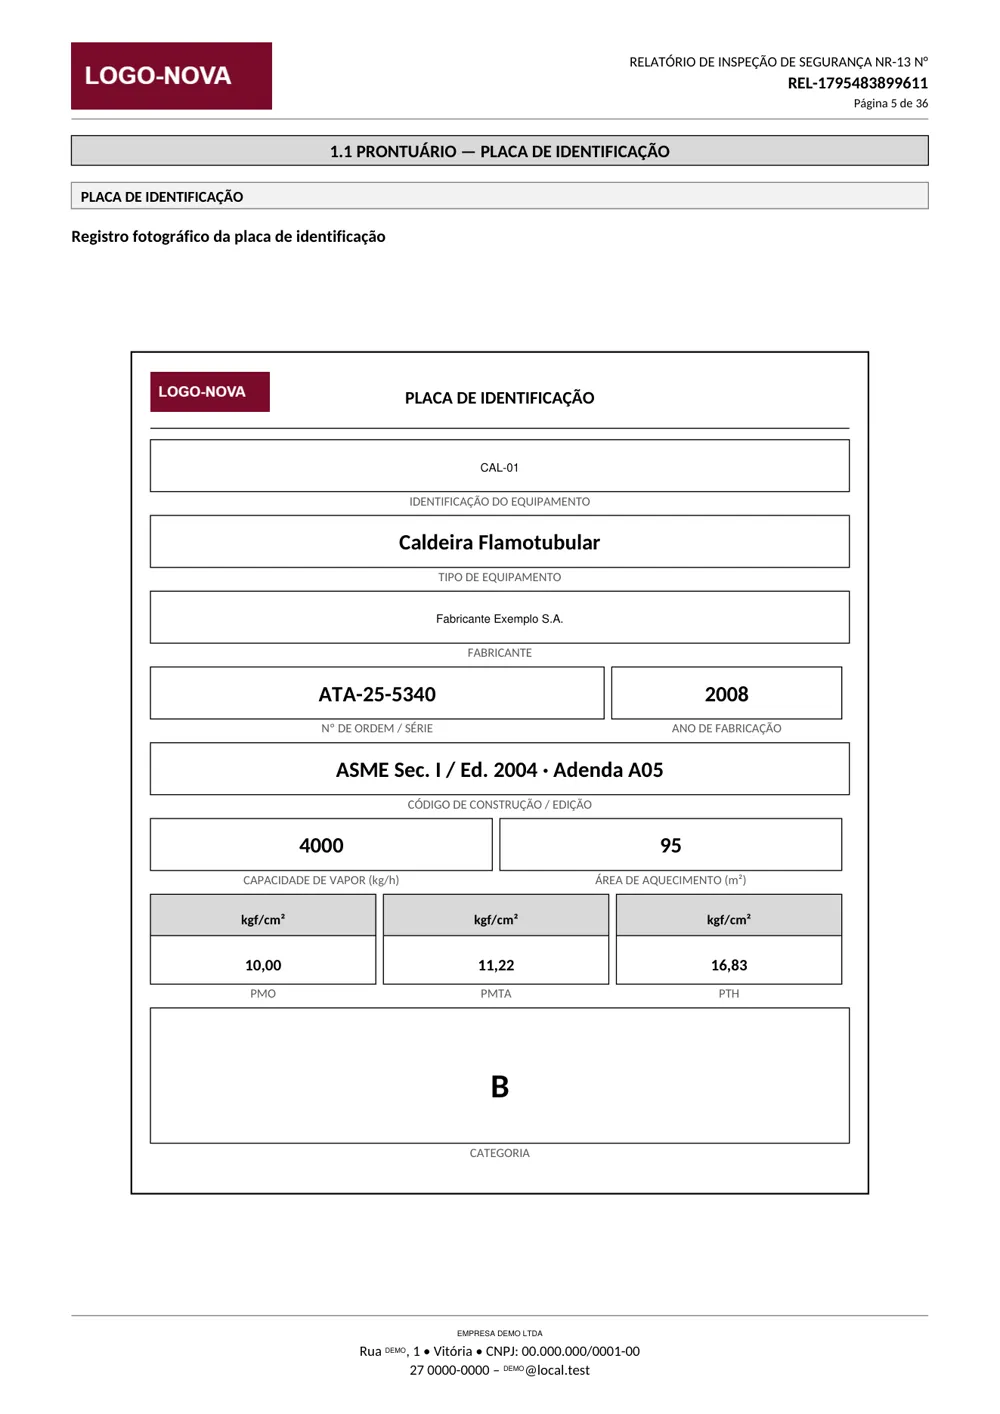 LOGO-NOVA
RELATÓRIO DE INSPEÇÃO DE SEGURANÇA NR-13 Nº
REL-1795483899611
Página 5 de 36
1.1 PRONTUÁRIO — PLACA DE IDENTIFICAÇÃO
PLACA DE IDENTIFICAÇÃO
Registro fotográfico da placa de identificação
LOGO-NOVA
PLACA DE IDENTIFICAÇÃO
CAL-01
IDENTIFICAÇÃO DO EQUIPAMENTO
Caldeira Flamotubular
TIPO DE EQUIPAMENTO
Fabricante Exemplo S.A.
FABRICANTE
ATA-25-5340 2008
Nº DE ORDEM / SÉRIE ANO DE FABRICAÇÃO
ASME Sec. I / Ed. 2004 · Adenda A05
CÓDIGO DE CONSTRUÇÃO / EDIÇÃO
4000 95
CAPACIDADE DE VAPOR (kg/h) ÁREA DE AQUECIMENTO (m²)
kgf/cm² kgf/cm² kgf/cm²
10,00 11,22 16,83
PMO PMTA PTH
B
CATEGORIA
EMPRESA DEMO LTDA
Rua DEMO, 1 • Vitória • CNPJ: 00.000.000/0001-00
27 0000-0000 – DEMO@local.test